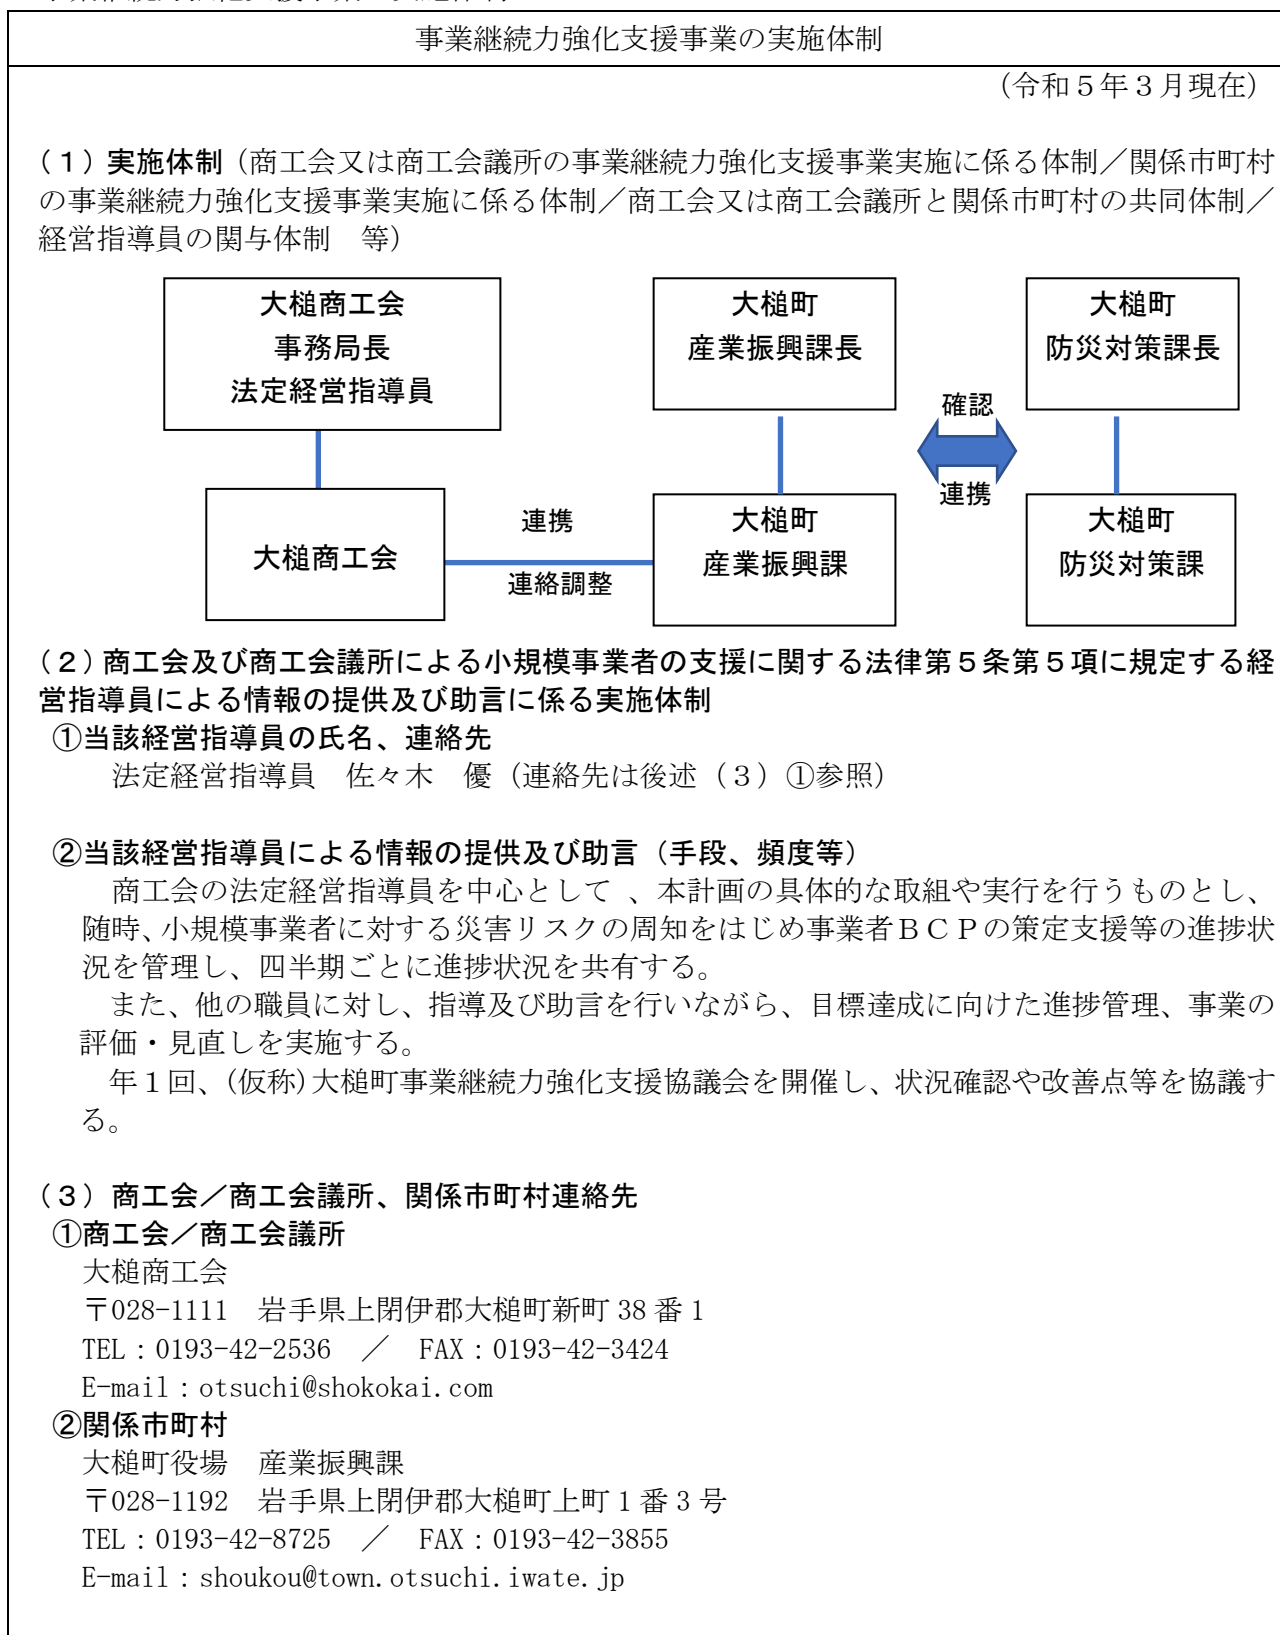 事業継続力強化支援事業の実施体制
（令和５年３月現在）
（１）実施体制（商工会又は商工会議所の事業継続力強化支援事業実施に係る体制／関係市町村
の事業継続力強化支援事業実施に係る体制／商工会又は商工会議所と関係市町村の共同体制／
経営指導員の関与体制　等）
大槌商工会
事務局長
法定経営指導員
大槌町
産業振興課長
大槌町
防災対策課長
確認
連携
大槌商工会
連携
連絡調整
大槌町
産業振興課
大槌町
防災対策課
（２）商工会及び商工会議所による小規模事業者の支援に関する法律第５条第５項に規定する経
営指導員による情報の提供及び助言に係る実施体制
①当該経営指導員の氏名、連絡先
法定経営指導員　佐々木　優（連絡先は後述（３）①参照）
②当該経営指導員による情報の提供及び助言（手段、頻度等）
商工会の法定経営指導員を中心として 、本計画の具体的な取組や実行を行うものとし、
随時、小規模事業者に対する災害リスクの周知をはじめ事業者ＢＣＰの策定支援等の進捗状
況を管理し、四半期ごとに進捗状況を共有する。
また、他の職員に対し、指導及び助言を行いながら、目標達成に向けた進捗管理、事業の
評価・見直しを実施する。
年１回、（仮称）大槌町事業継続力強化支援協議会を開催し、状況確認や改善点等を協議す
る。
（３）商工会／商工会議所、関係市町村連絡先
①商工会／商工会議所
大槌商工会
〒028-1111　岩手県上閉伊郡大槌町新町 38 番 1
TEL：0193-42-2536　／　FAX：0193-42-3424
E-mail：otsuchi@shokokai.com
②関係市町村
大槌町役場　産業振興課
〒028-1192　岩手県上閉伊郡大槌町上町 1 番 3 号
TEL：0193-42-8725　／　FAX：0193-42-3855
E-mail：shoukou@town.otsuchi.iwate.jp